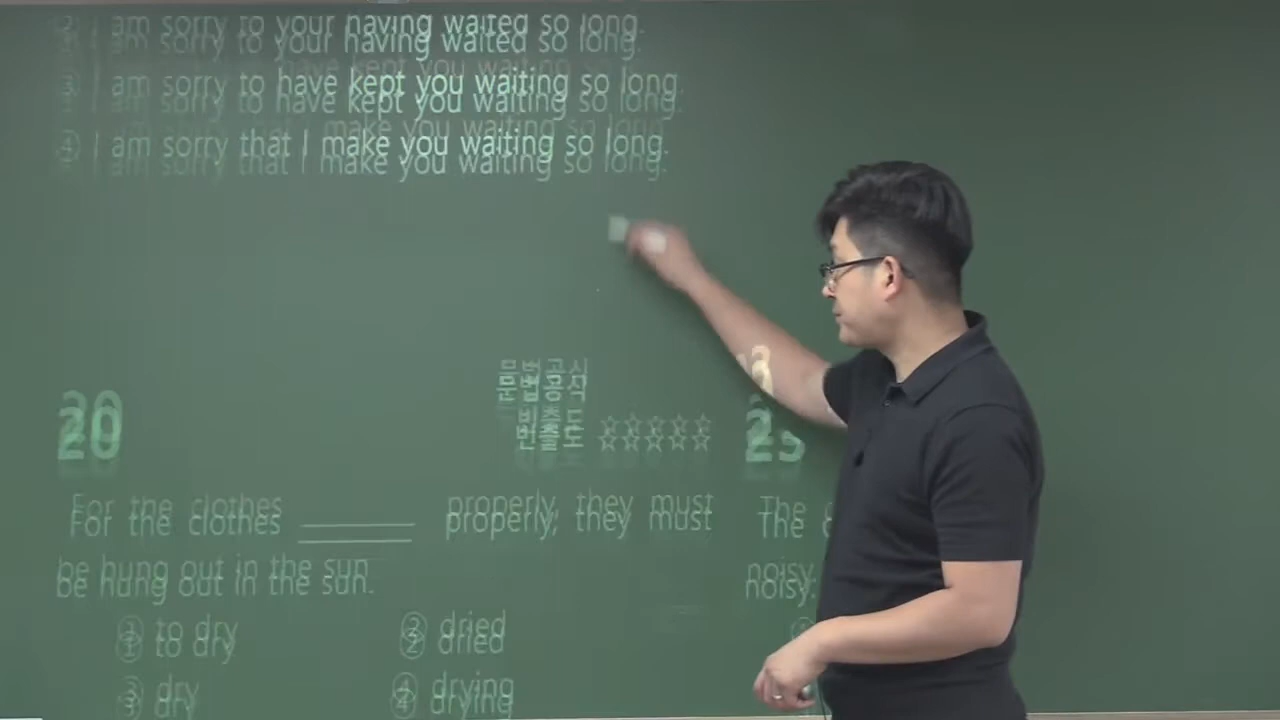 ② I am sorry to your having waited so long.
③ I am sorry to have kept you waiting so long.
④ I am sorry that I make you waiting so long.
문법공식
빈출도 ☆☆☆☆☆
20
For the clothes ________ properly, they must
be hung out in the sun.
① to dry ② dried
③ dry ④ drying
23
The
noisy.